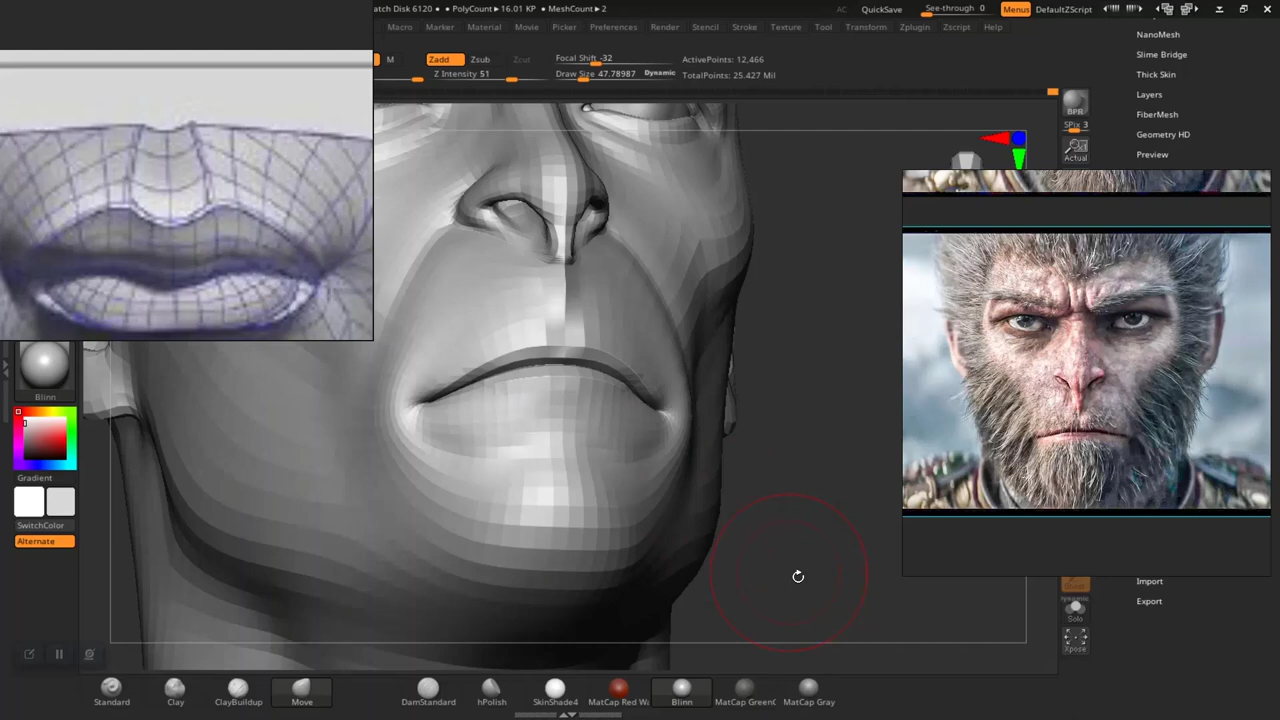 atch Disk 6120 ● PolyCount▸ 16.01 KP ● MeshCount▸ 2
AC QuickSave See-through 0 Menus DefaultZScript
Macro Marker Material Movie Picker Preferences Render Stencil Stroke Texture Tool Transform Zplugin Zscript Help
M Zadd Zsub Zcut Focal Shift -32 ActivePoints: 12,466
Z Intensity 51 Draw Size 47.78987 Dynamic TotalPoints: 25.427 Mil
NanoMesh
Slime Bridge
Thick Skin
Layers
FiberMesh
Geometry HD
Preview
BPR
SPix 3
Actual
Blinn
Gradient
SwitchColor
Alternate
Import
Export
Dynamic
Solo
Xpose
Standard Clay ClayBuildup Move DamStandard hPolish SkinShade4 MatCap Red Wa Blinn MatCap GreenC MatCap Gray